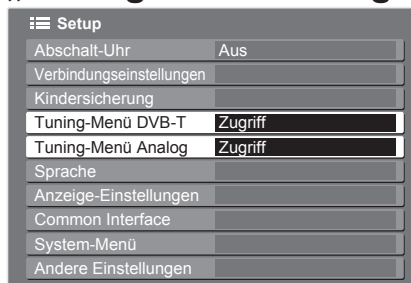 Setup
Abschalt-Uhr Aus
Verbindungseinstellungen
Kindersicherung
Tuning-Menü DVB-T Zugriff
Tuning-Menü Analog Zugriff
Sprache
Anzeige-Einstellungen
Common Interface
System-Menü
Andere Einstellungen